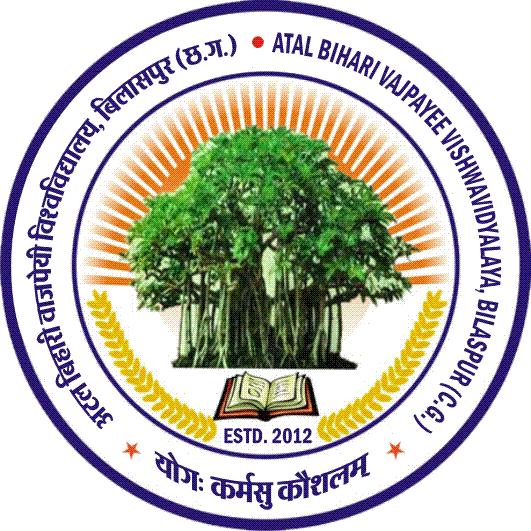 अटल बिहारी वाजपेयी विश्वविद्यालय, बिलासपुर (छ.ग.)
ATAL BIHARI VAJPAYEE VISHWAVIDYALAYA, BILASPUR (C.G.)
ESTD. 2012
योगः कर्मसु कौशलम्